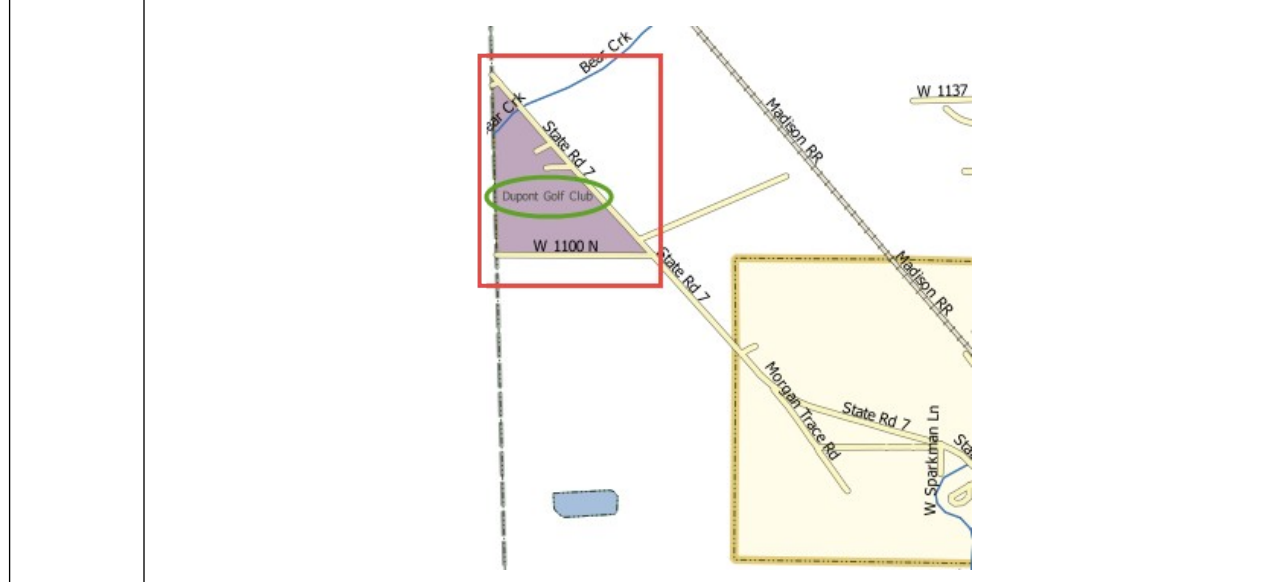 Bear Crk
W 1137
ear Crk
Madison RR
State Rd 7
Dupont Golf Club
W 1100 N
State Rd 7
Madison RR
Morgan Trace Rd
State Rd 7
W Sparkman Ln
Sta